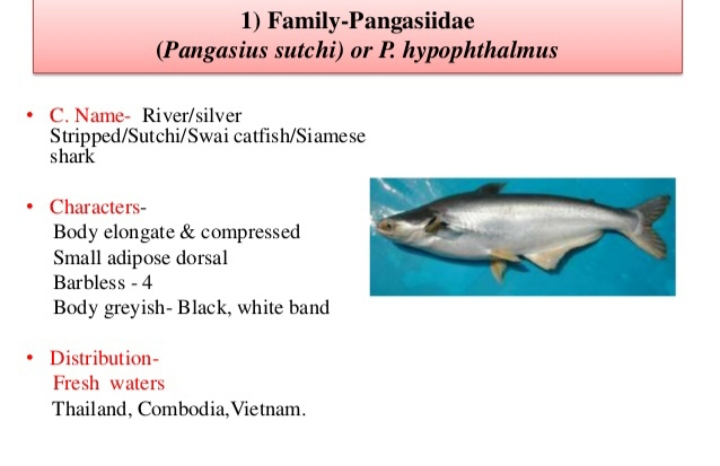 1) Family-Pangasiidae
(Pangasius sutchi) or P. hypophthalmus
• C. Name- River/silver
Stripped/Sutchi/Swai catfish/Siamese
shark
• Characters-
Body elongate & compressed
Small adipose dorsal
Barbless - 4
Body greyish- Black, white band
• Distribution-
Fresh waters
Thailand, Combodia,Vietnam.